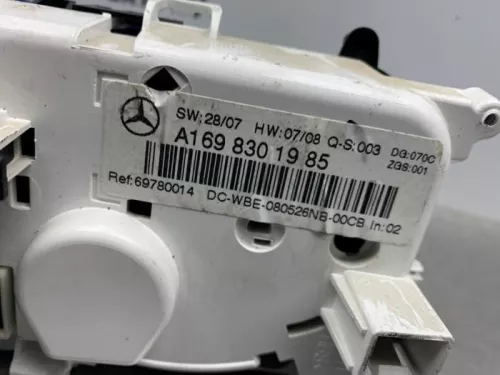 SW:28/07 HW:07/08 Q-S:003 DG:070C
ZGS:001
A169 830 19 85
Ref:69780014 DC-WBE-080526NB-00CB In:02